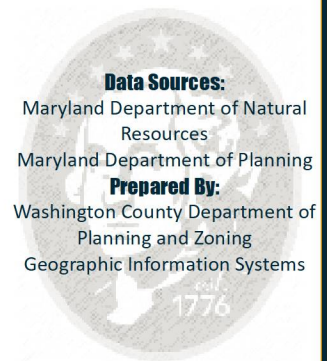 Data Sources:
Maryland Department of Natural
Resources
Maryland Department of Planning
Prepared By:
Washington County Department of
Planning and Zoning
Geographic Information Systems
est.
1776